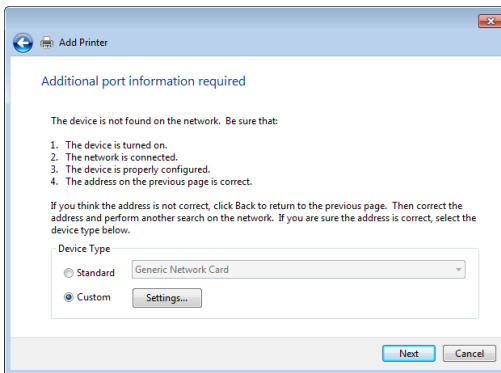 Add Printer
Additional port information required
The device is not found on the network. Be sure that:
1. The device is turned on.
2. The network is connected.
3. The device is properly configured.
4. The address on the previous page is correct.
If you think the address is not correct, click Back to return to the previous page. Then correct the
address and perform another search on the network. If you are sure the address is correct, select the
device type below.
Device Type
Standard Generic Network Card
Custom Settings...
Next Cancel